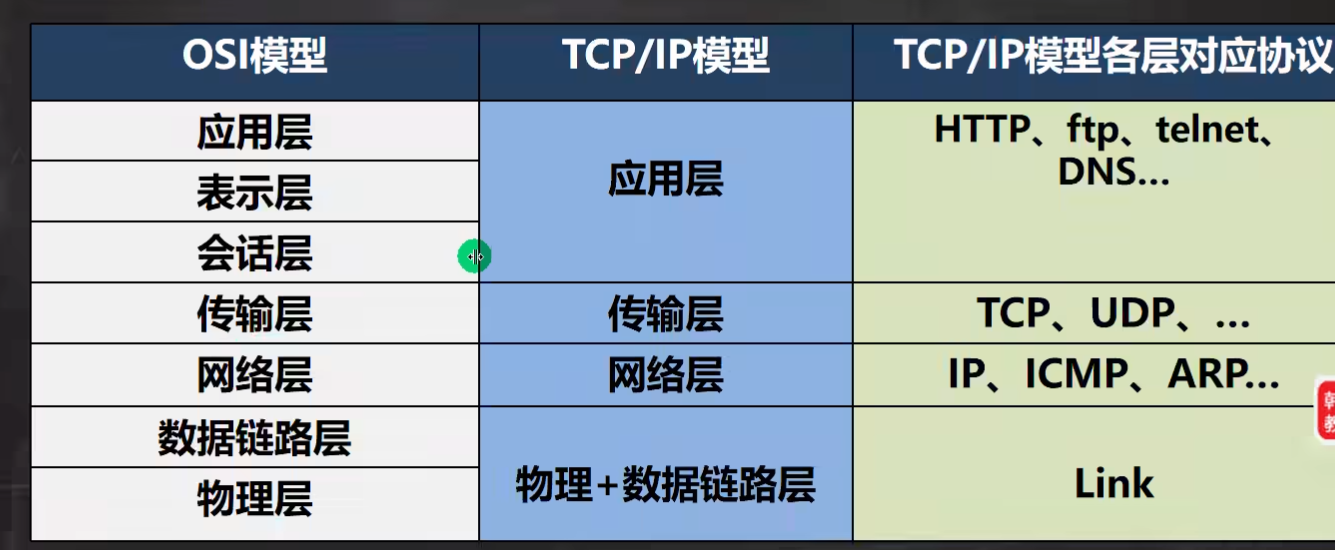 OSI模型
TCP/IP模型
TCP/IP模型各层对应协议
应用层
表示层
会话层
传输层
网络层
数据链路层
物理层
应用层
传输层
网络层
物理+数据链路层
HTTP、ftp、telnet、
DNS...
TCP、UDP、...
IP、ICMP、ARP...
Link